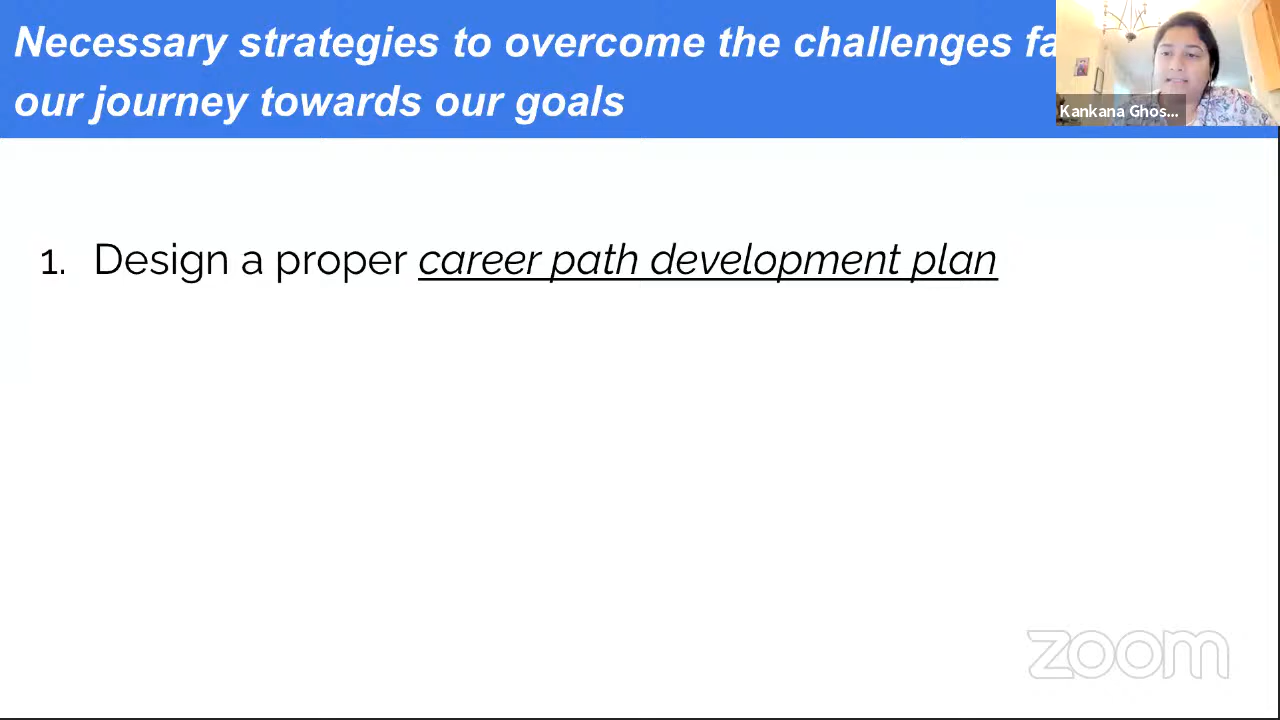 Necessary strategies to overcome the challenges
our journey towards our goals
Kankana Ghos...
1. Design a proper career path development plan
zoom